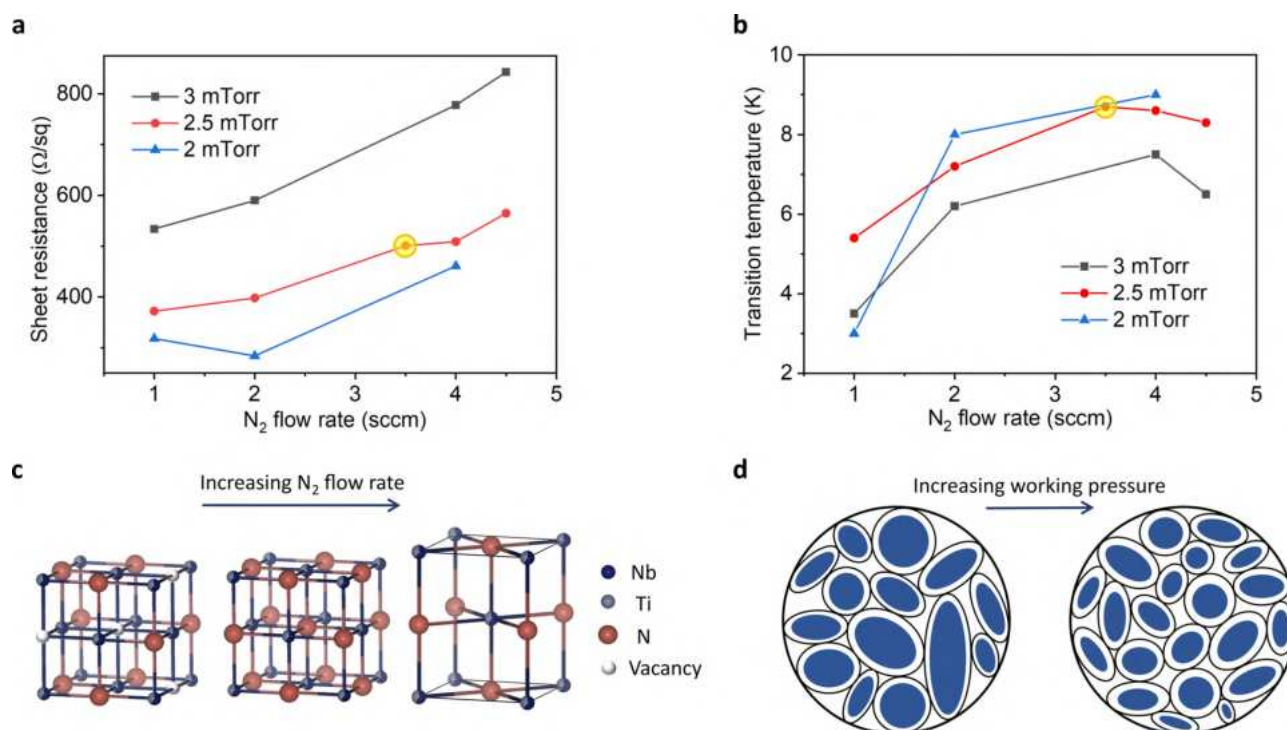 a
Sheet resistance (Ω/sq)
800
600
400
3 mTorr
2.5 mTorr
2 mTorr
1 2 3 4 5
N₂ flow rate (sccm)
b
Transition temperature (K)
10
8
6
4
2
3 mTorr
2.5 mTorr
2 mTorr
1 2 3 4 5
N₂ flow rate (sccm)
c
Increasing N₂ flow rate
Nb
Ti
N
Vacancy
d
Increasing working pressure